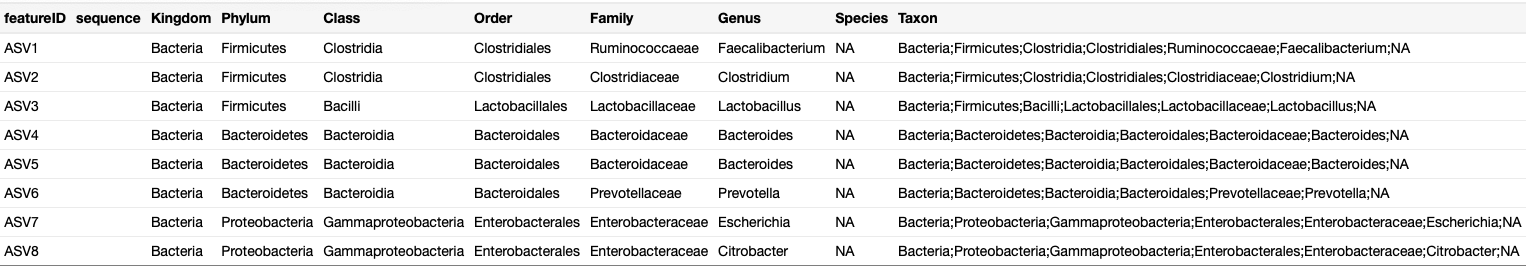 featureID sequence Kingdom Phylum Class Order Family Genus Species Taxon
ASV1 Bacteria Firmicutes Clostridia Clostridiales Ruminococcaeae Faecalibacterium NA Bacteria;Firmicutes;Clostridia;Clostridiales;Ruminococcaeae;Faecalibacterium;NA
ASV2 Bacteria Firmicutes Clostridia Clostridiales Clostridiaceae Clostridium NA Bacteria;Firmicutes;Clostridia;Clostridiales;Clostridiaceae;Clostridium;NA
ASV3 Bacteria Firmicutes Bacilli Lactobacillales Lactobacillaceae Lactobacillus NA Bacteria;Firmicutes;Bacilli;Lactobacillales;Lactobacillaceae;Lactobacillus;NA
ASV4 Bacteria Bacteroidetes Bacteroidia Bacteroidales Bacteroidaceae Bacteroides NA Bacteria;Bacteroidetes;Bacteroidia;Bacteroidales;Bacteroidaceae;Bacteroides;NA
ASV5 Bacteria Bacteroidetes Bacteroidia Bacteroidales Bacteroidaceae Bacteroides NA Bacteria;Bacteroidetes;Bacteroidia;Bacteroidales;Bacteroidaceae;Bacteroides;NA
ASV6 Bacteria Bacteroidetes Bacteroidia Bacteroidales Prevotellaceae Prevotella NA Bacteria;Bacteroidetes;Bacteroidia;Bacteroidales;Prevotellaceae;Prevotella;NA
ASV7 Bacteria Proteobacteria Gammaproteobacteria Enterobacterales Enterobacteraceae Escherichia NA Bacteria;Proteobacteria;Gammaproteobacteria;Enterobacterales;Enterobacteraceae;Escherichia;NA
ASV8 Bacteria Proteobacteria Gammaproteobacteria Enterobacterales Enterobacteraceae Citrobacter NA Bacteria;Proteobacteria;Gammaproteobacteria;Enterobacterales;Enterobacteraceae;Citrobacter;NA